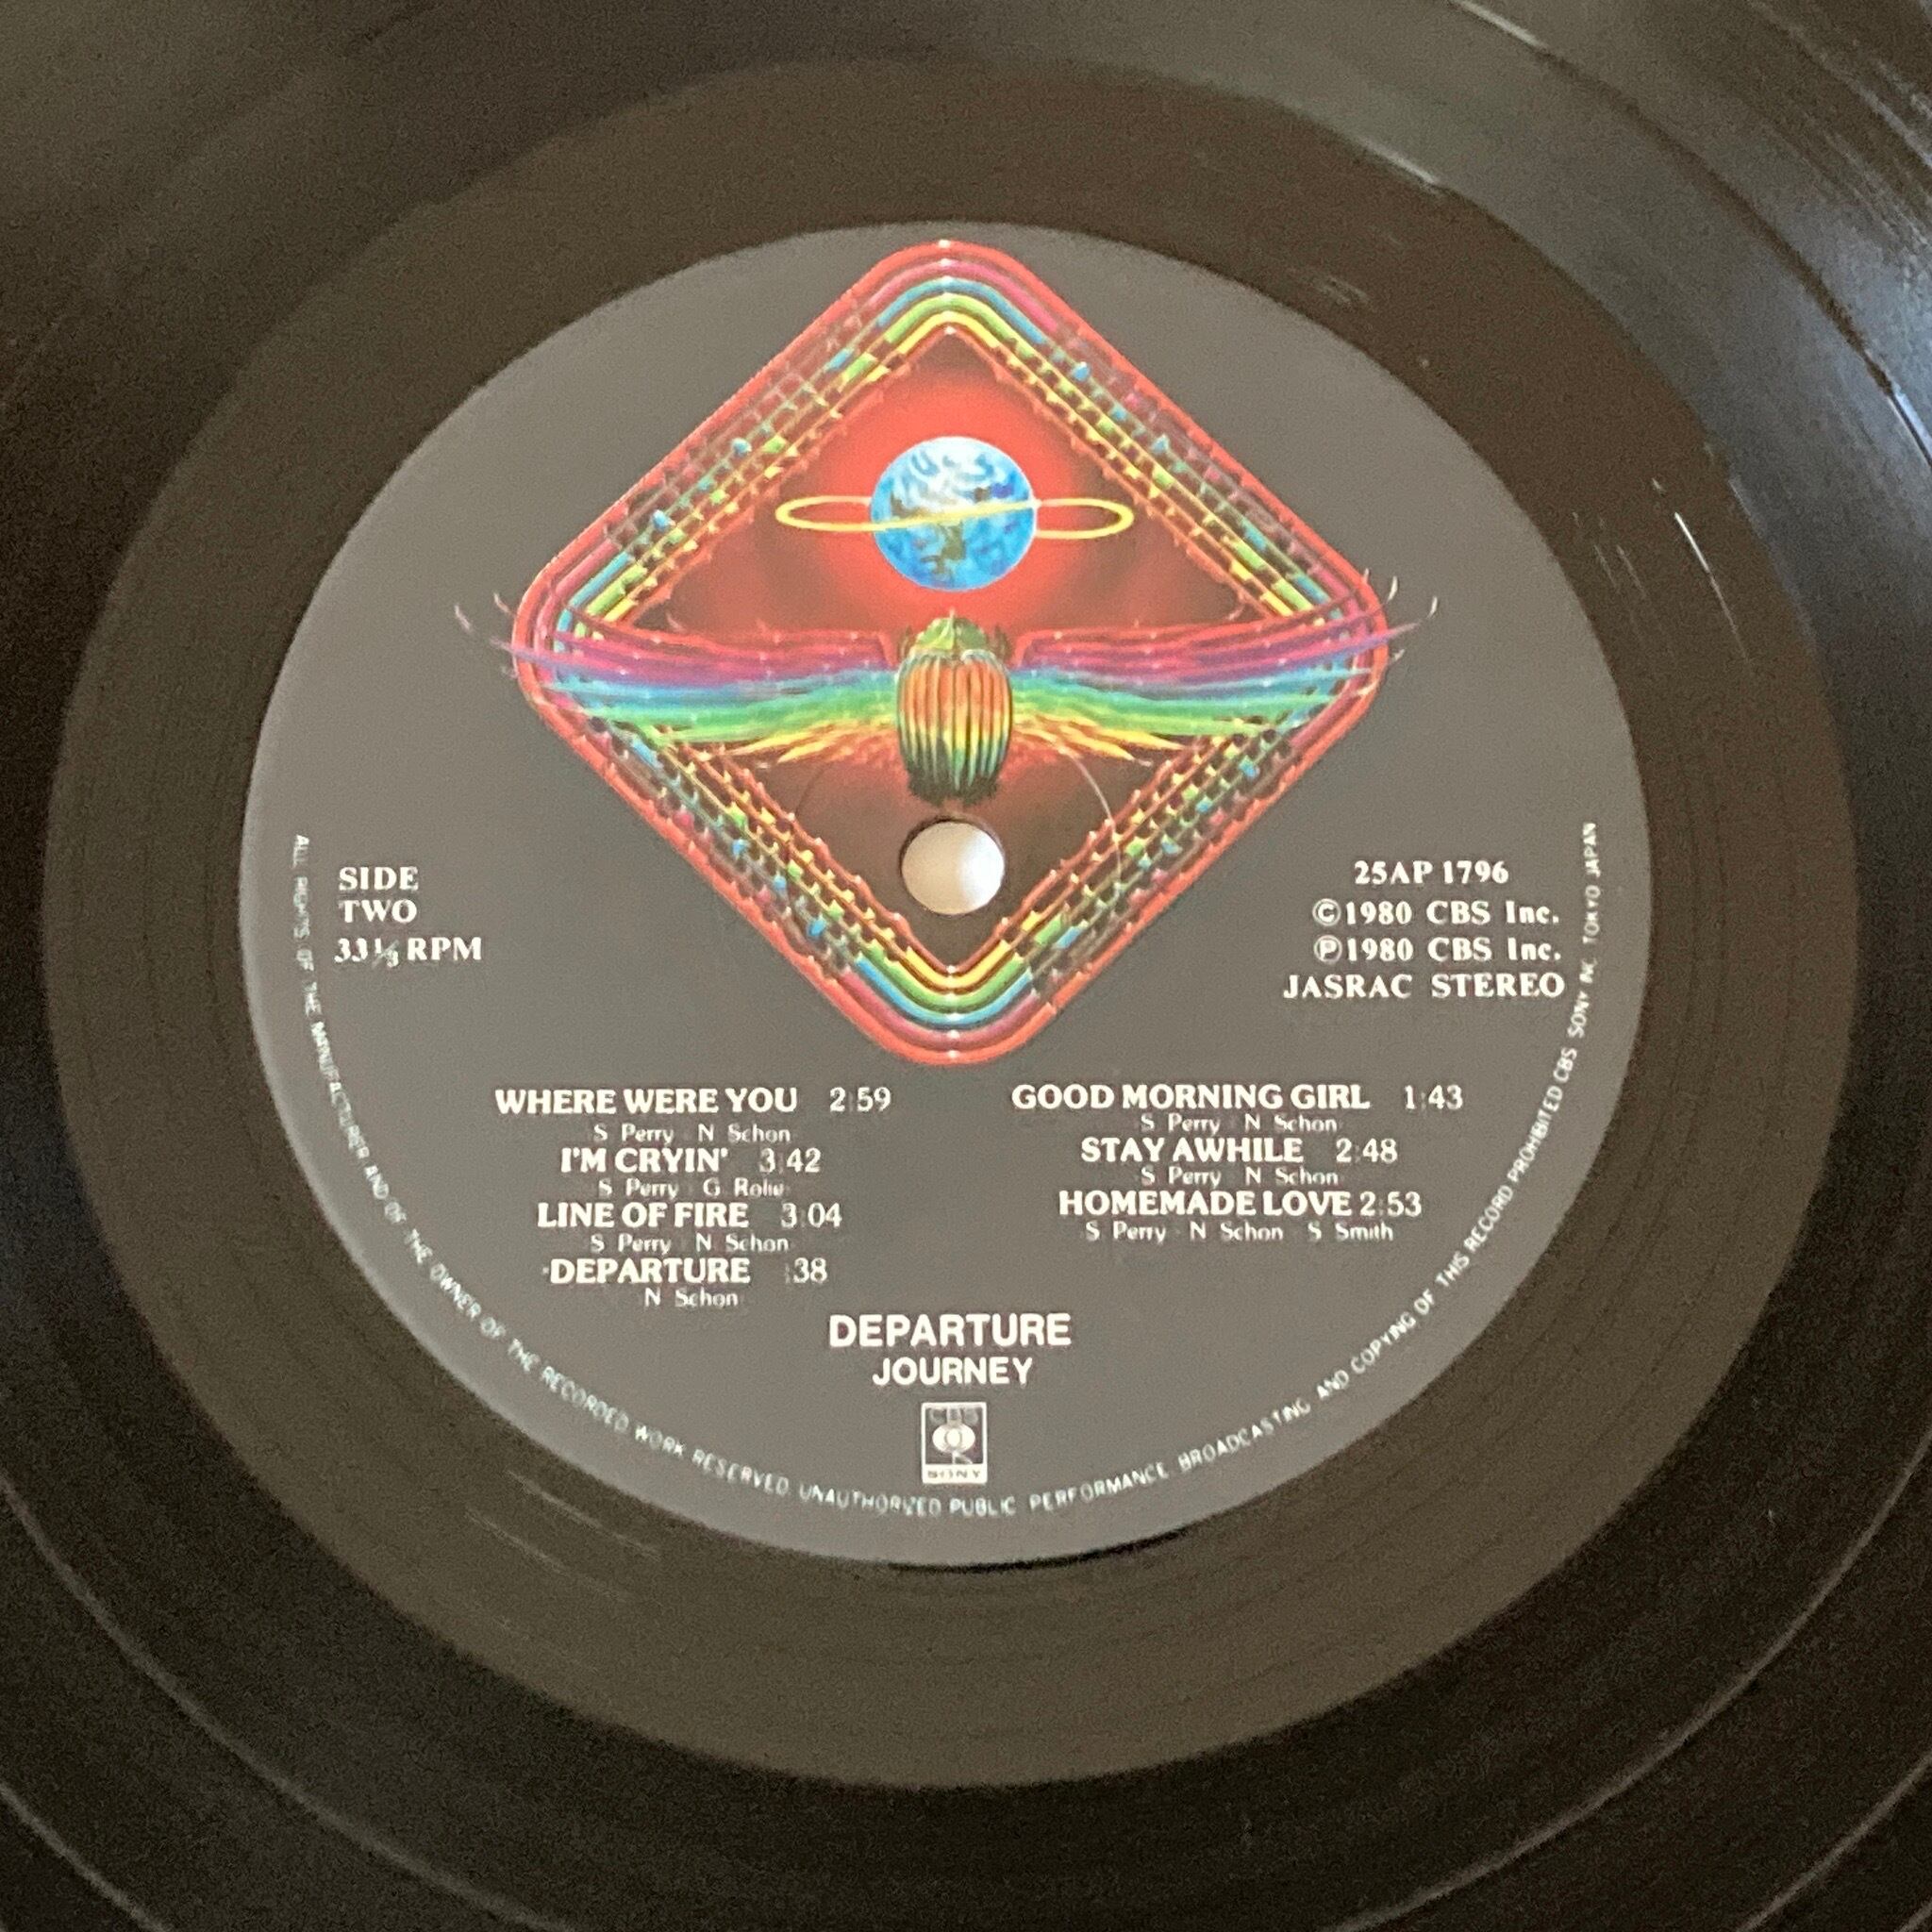 SIDE
TWO
33⅓ RPM
25AP 1796
©1980 CBS Inc.
℗1980 CBS Inc.
JASRAC STEREO
WHERE WERE YOU 2:59
S Perry · N Schon
I'M CRYIN' 3:42
S Perry · G Rolie
LINE OF FIRE 3:04
S Perry · N Schon
DEPARTURE :38
N Schon
GOOD MORNING GIRL 1:43
S Perry · N Schon
STAY AWHILE 2:48
S Perry · N Schon
HOMEMADE LOVE 2:53
S Perry · N Schon · S Smith
DEPARTURE
JOURNEY
CBS
SONY
ALL RIGHTS OF THE MANUFACTURER AND OF THE OWNER OF THE RECORDED WORK RESERVED. UNAUTHORIZED PUBLIC PERFORMANCE BROADCASTING AND COPYING OF THIS RECORD PROHIBITED CBS SONY INC. TOKYO JAPAN